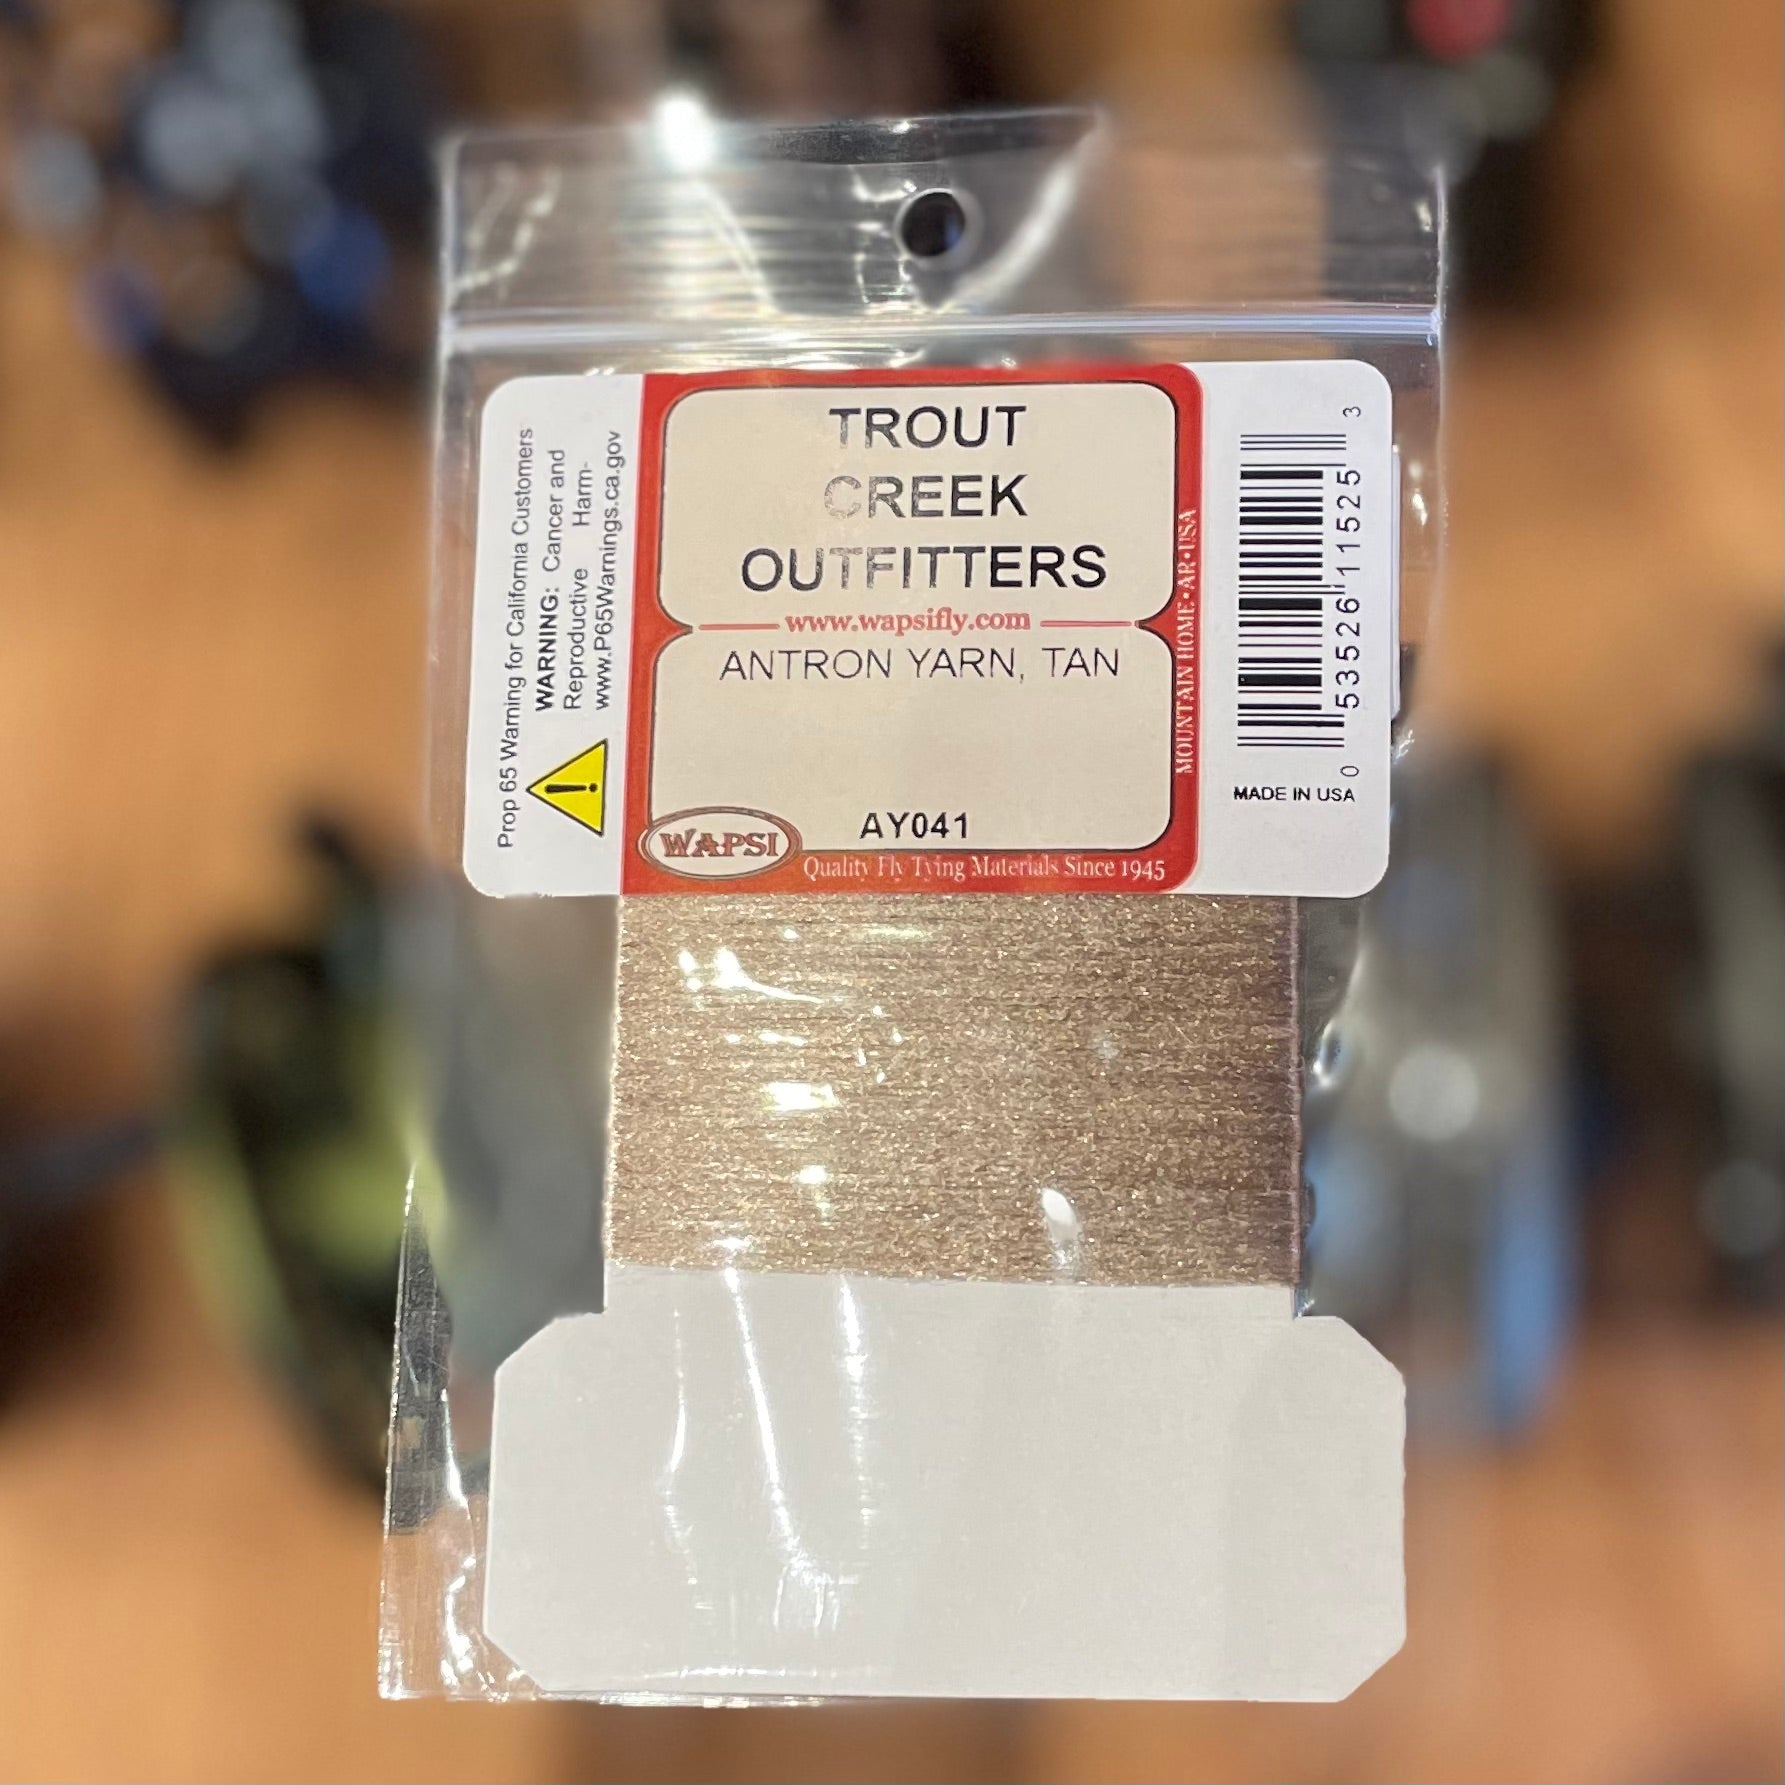 Prop 65 Warning for California Customers
WARNING: Cancer and
Reproductive Harm-
www.P65Warnings.ca.gov
TROUT
CREEK
OUTFITTERS
www.wapsifly.com
ANTRON YARN, TAN
AY041
WAPSI
Quality Fly Tying Materials Since 1945
MOUNTAIN HOME•AR•USA
0 53526 11525 3
MADE IN USA